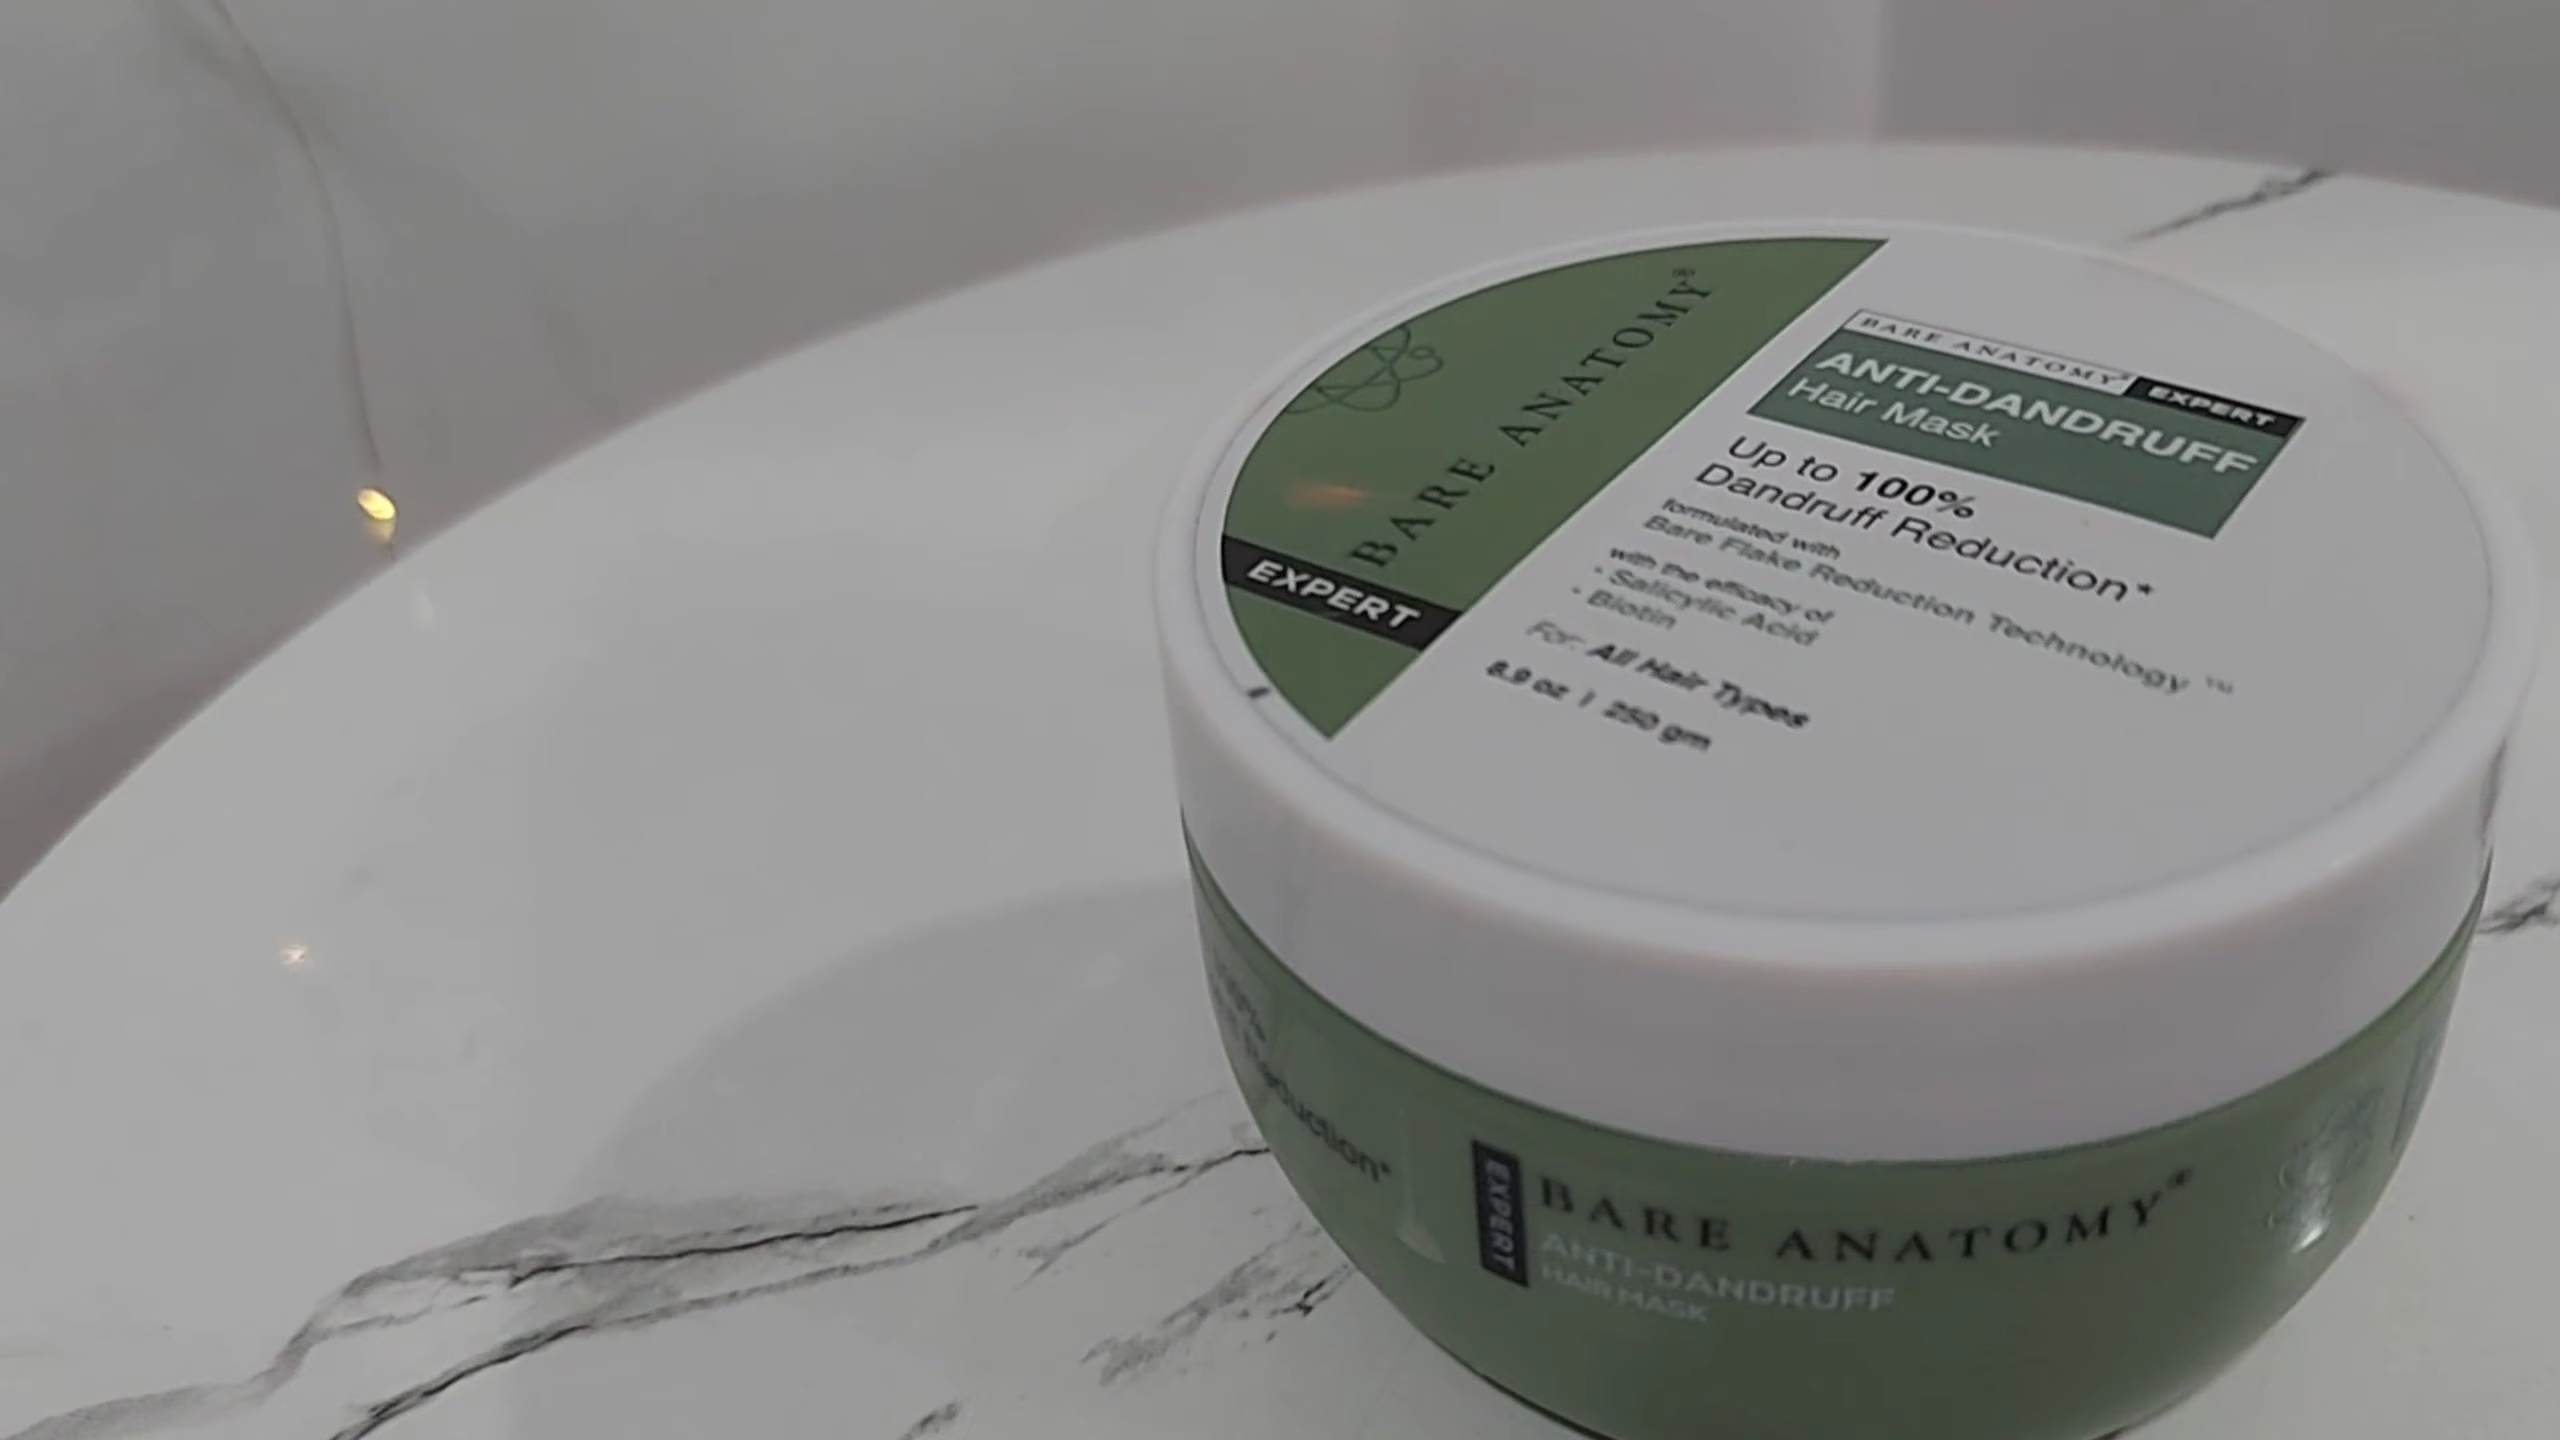 BARE ANATOMY®
EXPERT
BARE ANATOMY® EXPERT
ANTI-DANDRUFF
Hair Mask
Up to 100%
Dandruff Reduction*
formulated with
Bare Flake Reduction Technology™
with the efficacy of
• Salicylic Acid
• Biotin
For: All Hair Types
8.9 oz | 250 gm
EXPERT
BARE ANATOMY®
ANTI-DANDRUFF
HAIR MASK